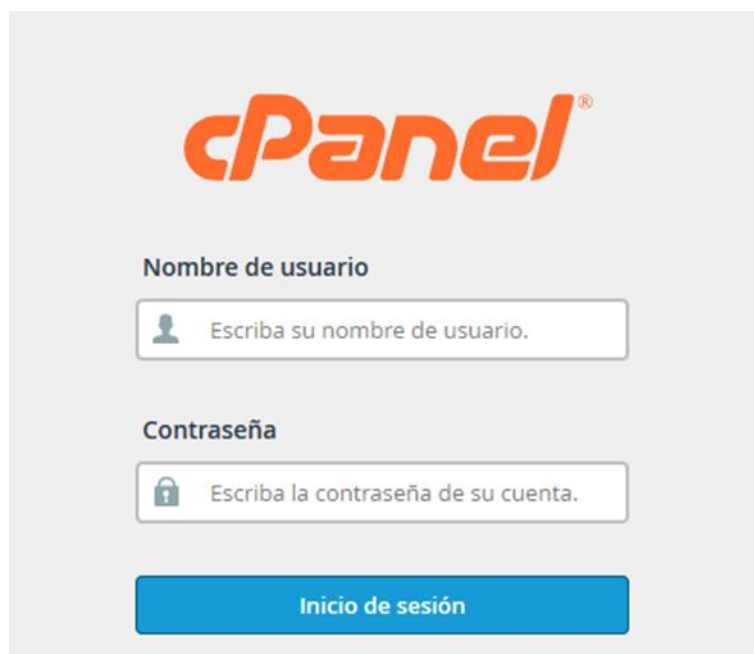 cPanel®
Nombre de usuario
Escriba su nombre de usuario.
Contraseña
Escriba la contraseña de su cuenta.
Inicio de sesión